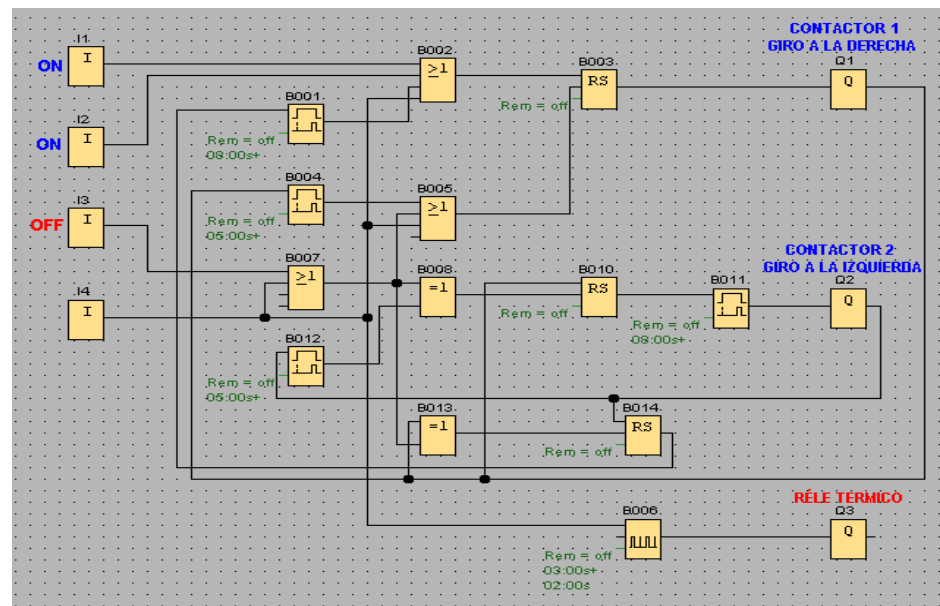 CONTACTOR 1
GIRO A LA DERECHA
I1
I
ON
B002
≥1
B003
RS
Rem = off
Q1
Q
B001
Rem = off
08:00s+
I2
I
ON
B004
Rem = off
05:00s+
B005
≥1
I3
I
OFF
CONTACTOR 2
GIRO A LA IZQUIERDA
B007
≥1
B008
=1
B010
RS
Rem = off
B011
Rem = off
08:00s+
Q2
Q
I4
I
B012
Rem = off
05:00s+
B013
=1
B014
RS
Rem = off
RÉLE TERMICO
B006
Rem = off
03:00s+
02:00s
Q3
Q